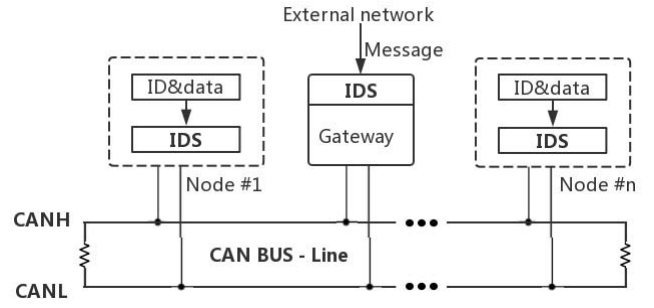 External network
Message
ID&data
IDS
Node #1
IDS
Gateway
ID&data
IDS
Node #n
CANH
CAN BUS - Line
CANL